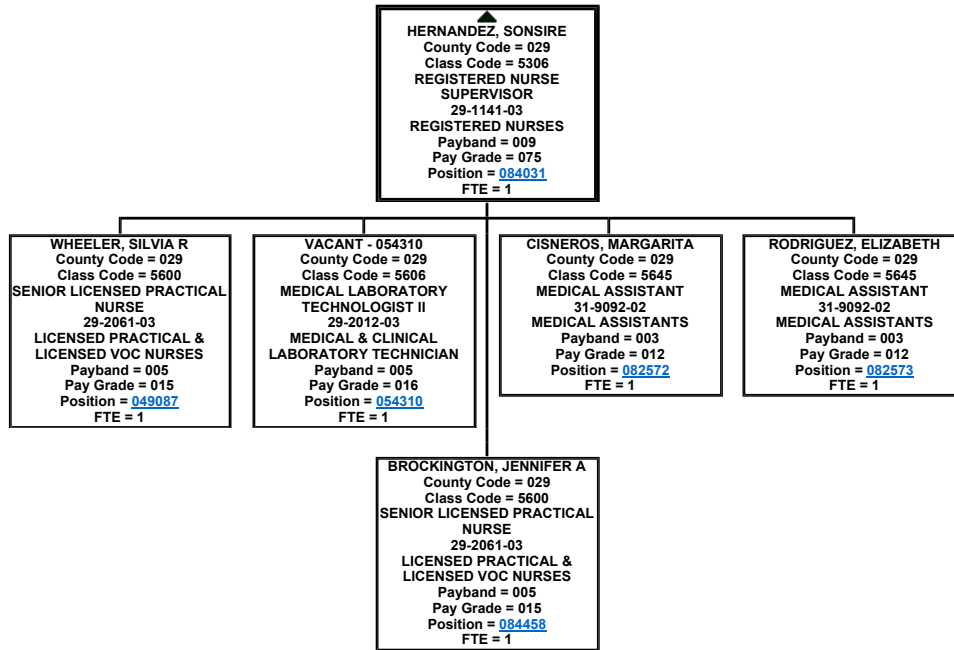 HERNANDEZ, SONSIRE
County Code = 029
Class Code = 5306
REGISTERED NURSE
SUPERVISOR
29-1141-03
REGISTERED NURSES
Payband = 009
Pay Grade = 075
Position = 084031
FTE = 1
WHEELER, SILVIA R
County Code = 029
Class Code = 5600
SENIOR LICENSED PRACTICAL
NURSE
29-2061-03
LICENSED PRACTICAL &
LICENSED VOC NURSES
Payband = 005
Pay Grade = 015
Position = 049087
FTE = 1
VACANT - 054310
County Code = 029
Class Code = 5606
MEDICAL LABORATORY
TECHNOLOGIST II
29-2012-03
MEDICAL & CLINICAL
LABORATORY TECHNICIAN
Payband = 005
Pay Grade = 016
Position = 054310
FTE = 1
CISNEROS, MARGARITA
County Code = 029
Class Code = 5645
MEDICAL ASSISTANT
31-9092-02
MEDICAL ASSISTANTS
Payband = 003
Pay Grade = 012
Position = 082572
FTE = 1
RODRIGUEZ, ELIZABETH
County Code = 029
Class Code = 5645
MEDICAL ASSISTANT
31-9092-02
MEDICAL ASSISTANTS
Payband = 003
Pay Grade = 012
Position = 082573
FTE = 1
BROCKINGTON, JENNIFER A
County Code = 029
Class Code = 5600
SENIOR LICENSED PRACTICAL
NURSE
29-2061-03
LICENSED PRACTICAL &
LICENSED VOC NURSES
Payband = 005
Pay Grade = 015
Position = 084458
FTE = 1